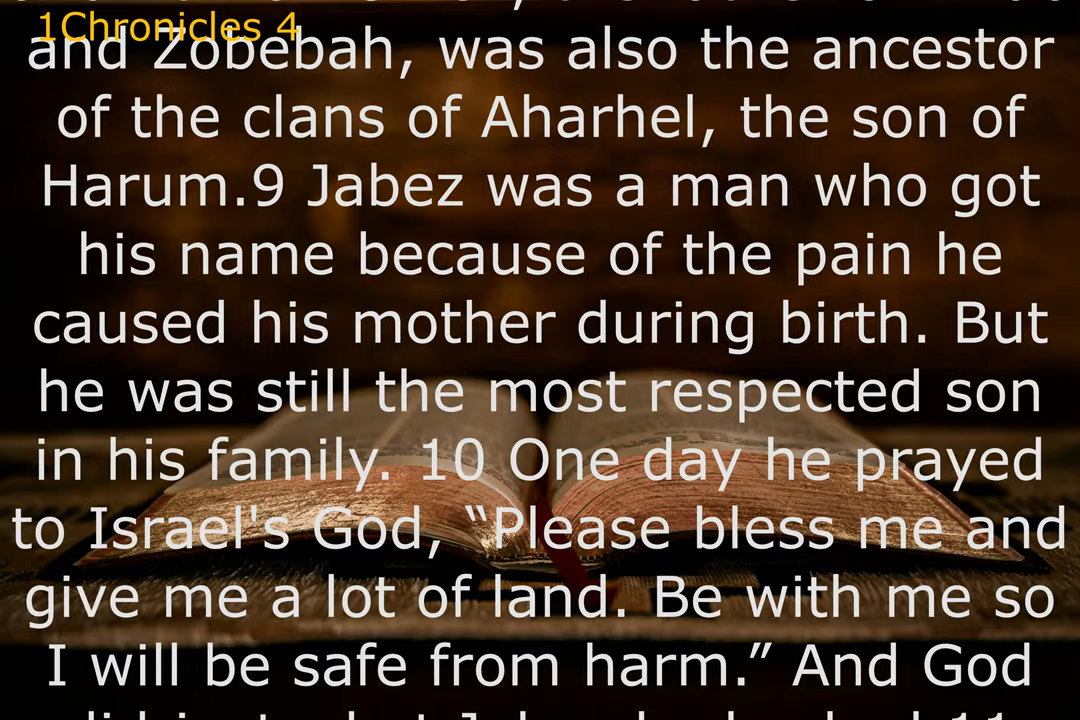 1Chronicles 4
and Zobebah, was also the ancestor
of the clans of Aharhel, the son of
Harum.9 Jabez was a man who got
his name because of the pain he
caused his mother during birth. But
he was still the most respected son
in his family. 10 One day he prayed
to Israel's God, “Please bless me and
give me a lot of land. Be with me so
I will be safe from harm.” And God